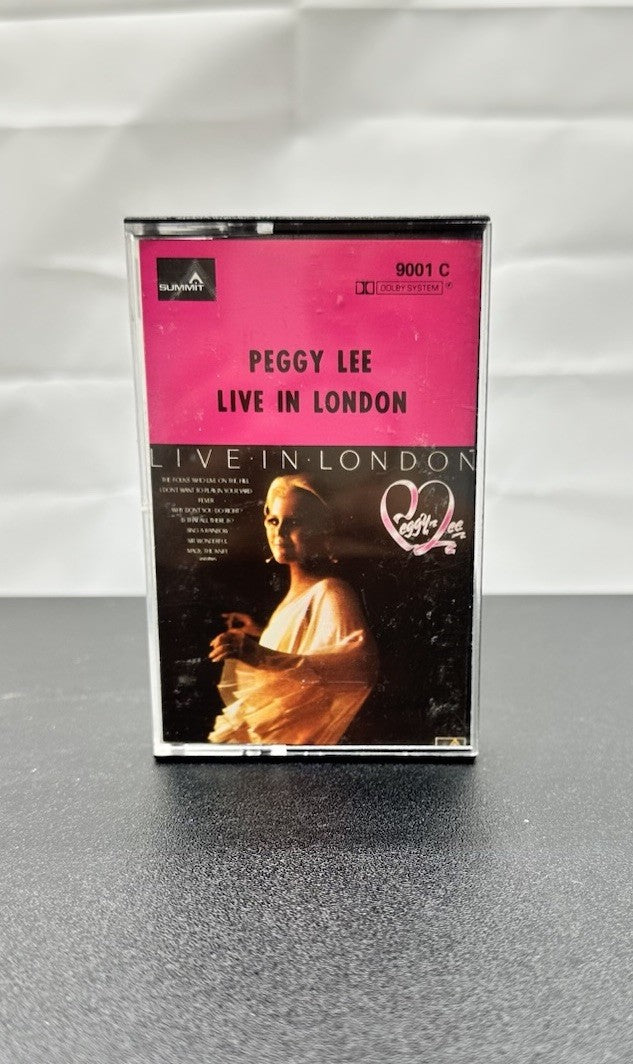 SUMMIT
9001 C
DOLBY SYSTEM
PEGGY LEE
LIVE IN LONDON
LIVE·IN·LONDON
THE FOLKS WHO LIVE ON THE HILL
I DON'T WANT TO PLAY IN YOUR YARD
FEVER
WHY DON'T YOU DO RIGHT?
IS THAT ALL THERE IS?
SING A RAINBOW
MR WONDERFUL
MACK THE KNIFE
Peggy Lee